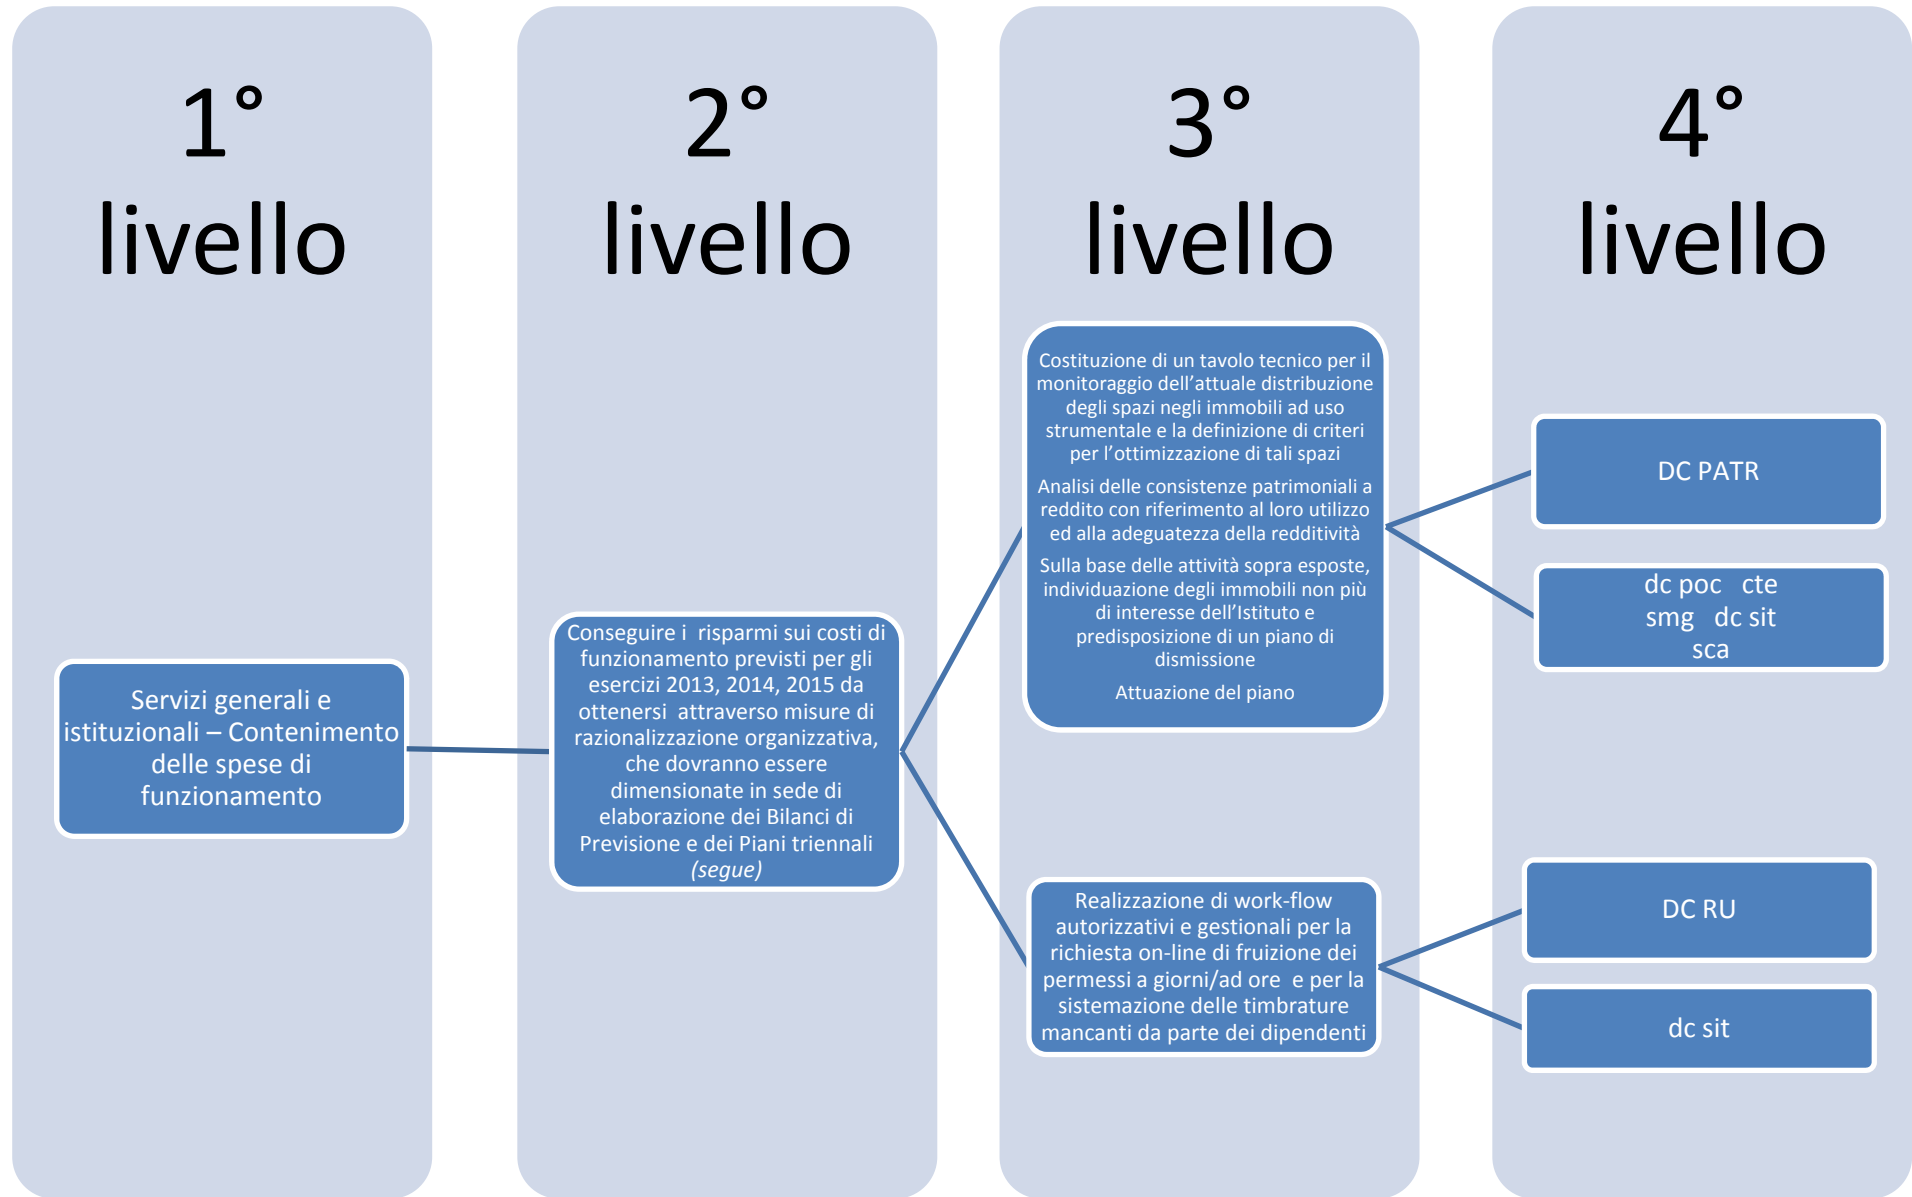 1°
livello
Servizi generali e
istituzionali – Contenimento
delle spese di
funzionamento
2°
livello
Conseguire i  risparmi sui costi di
funzionamento previsti per gli
esercizi 2013, 2014, 2015 da
ottenersi  attraverso misure di
razionalizzazione organizzativa,
che dovranno essere
dimensionate in sede di
elaborazione dei Bilanci di
Previsione e dei Piani triennali
(segue)
3°
livello
Costituzione di un tavolo tecnico per il
monitoraggio dell’attuale distribuzione
degli spazi negli immobili ad uso
strumentale e la definizione di criteri
per l’ottimizzazione di tali spazi
Analisi delle consistenze patrimoniali a
reddito con riferimento al loro utilizzo
ed alla adeguatezza della redditività
Sulla base delle attività sopra esposte,
individuazione degli immobili non più
di interesse dell’Istituto e
predisposizione di un piano di
dismissione
Attuazione del piano
Realizzazione di work-flow
autorizzativi e gestionali per la
richiesta on-line di fruizione dei
permessi a giorni/ad ore  e per la
sistemazione delle timbrature
mancanti da parte dei dipendenti
4°
livello
DC PATR
dc poc   cte
smg   dc sit
sca
DC RU
dc sit